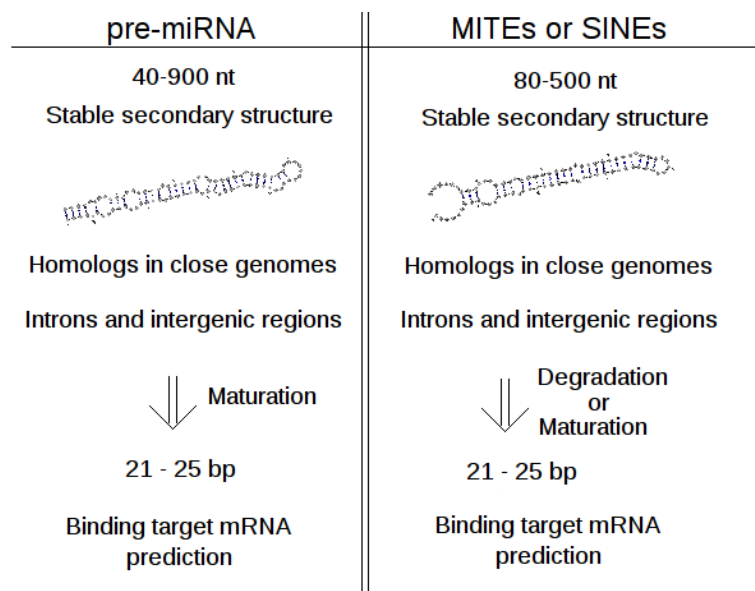 pre-miRNA
40-900 nt
Stable secondary structure
Homologs in close genomes
Introns and intergenic regions
Maturation
21 - 25 bp
Binding target mRNA
prediction
MITEs or SINEs
80-500 nt
Stable secondary structure
Homologs in close genomes
Introns and intergenic regions
Degradation
or
Maturation
21 - 25 bp
Binding target mRNA
prediction